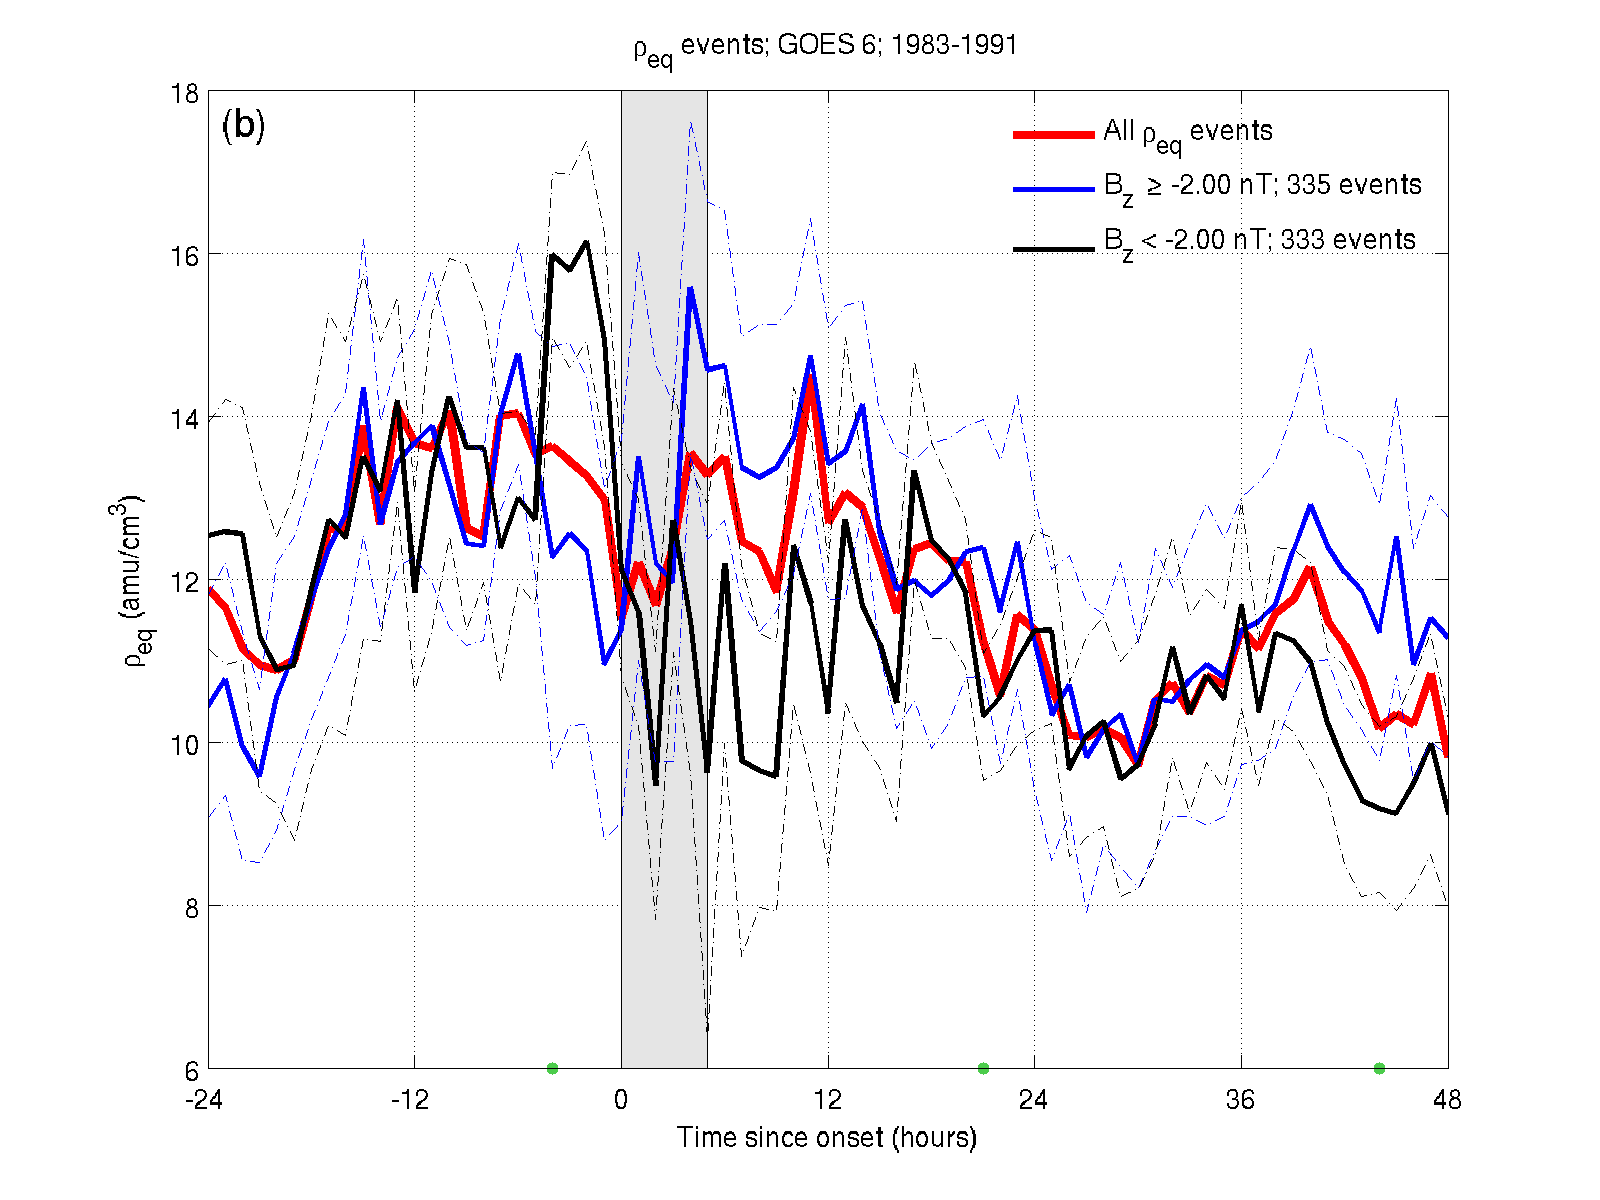 ρeq events; GOES 6; 1983-1991
(b)
All ρeq events
Bz ≥ -2.00 nT; 335 events
Bz < -2.00 nT; 333 events
18
16
14
12
10
8
6
ρeq (amu/cm³)
-24 -12 0 12 24 36 48
Time since onset (hours)